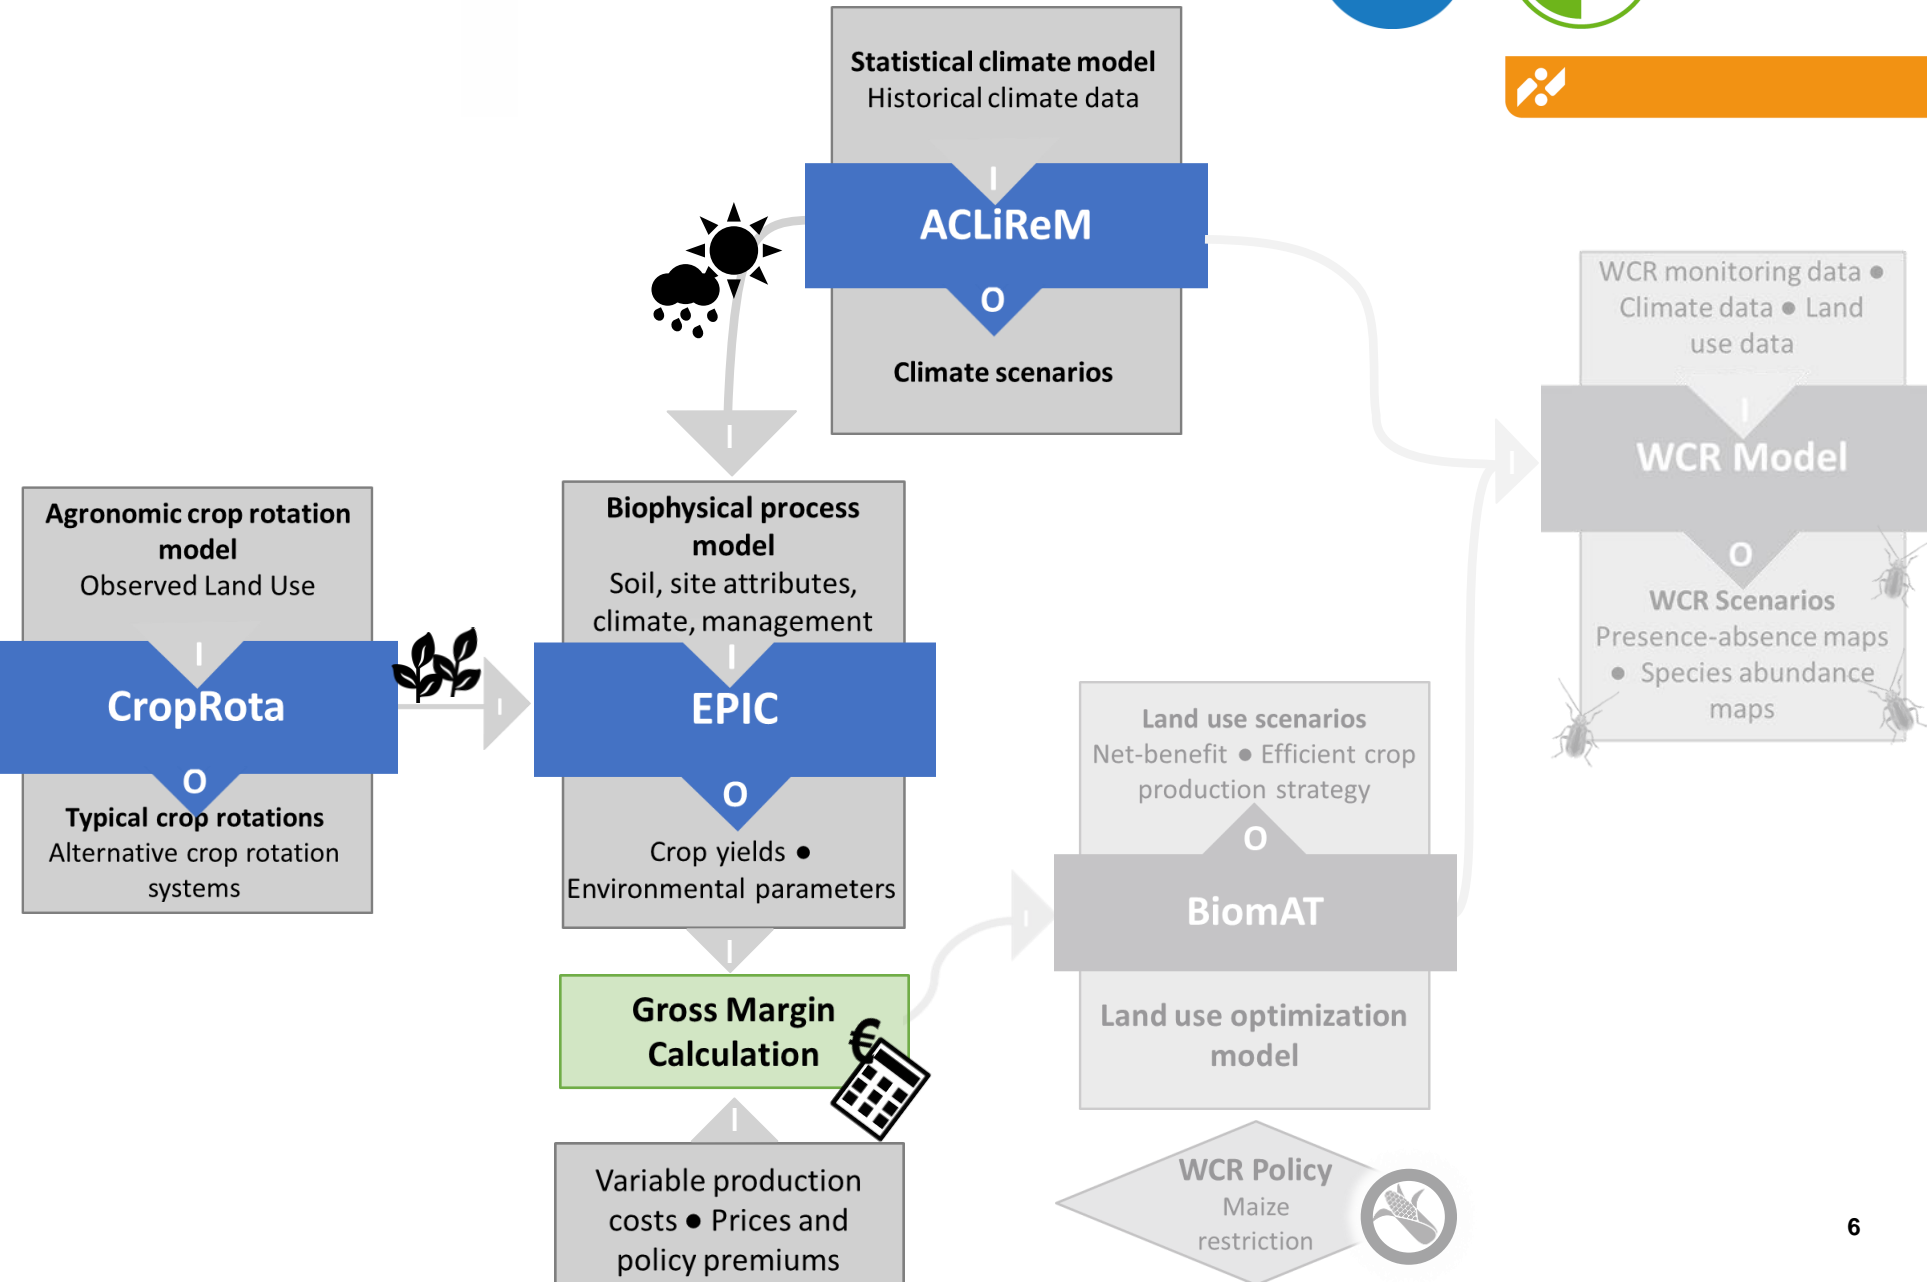 Statistical climate model
Historical climate data
I
ACLiReM
O
Climate scenarios
I
WCR monitoring data ●
Climate data ● Land
use data
I
WCR Model
I
O
WCR Scenarios
Presence-absence maps
● Species abundance
maps
Agronomic crop rotation
model
Observed Land Use
I
CropRota
O
Typical crop rotations
Alternative crop rotation
systems
I
Biophysical process
model
Soil, site attributes,
climate, management
I
EPIC
O
Crop yields ●
Environmental parameters
I
Gross Margin
Calculation
€
I
Variable production
costs ● Prices and
policy premiums
Land use scenarios
Net-benefit ● Efficient crop
production strategy
O
I
BiomAT
Land use optimization
model
WCR Policy
Maize
restriction
6